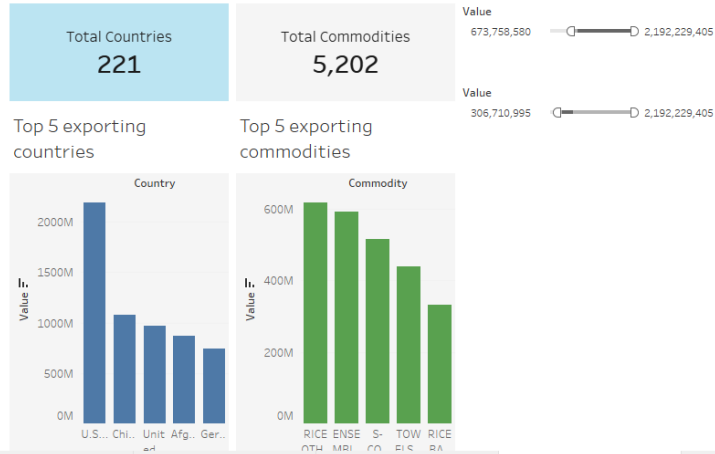 Total Countries
221
Total Commodities
5,202
Value
673,758,580
2,192,229,405
Value
306,710,995
2,192,229,405
Top 5 exporting
countries
Top 5 exporting
commodities
Country
2000M
1500M
1000M
500M
0M
Value
U.S... Chi.. Unit Afg.. Ger..
ed
Commodity
600M
400M
200M
0M
Value
RICE ENSE S- TOW RICE
OTH MBL CO ELS BA